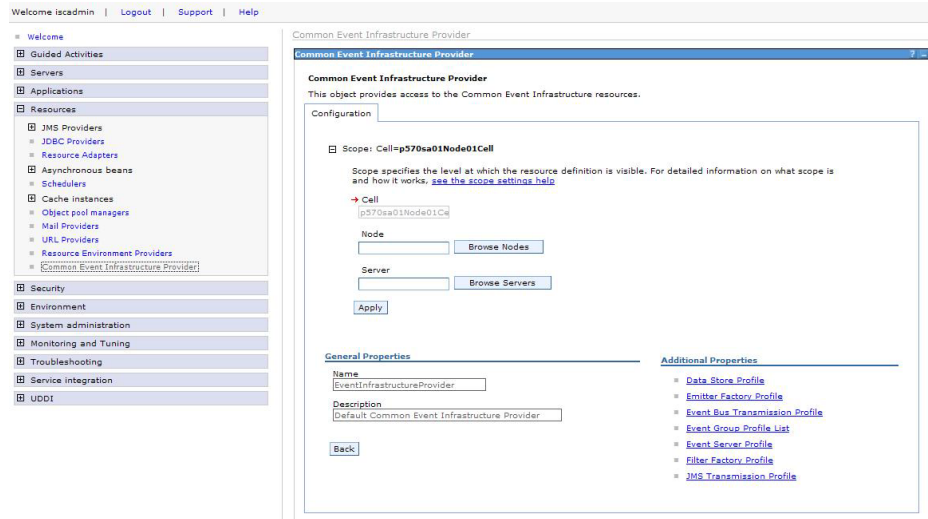 Welcome iscadmin | Logout | Support | Help
Welcome
Guided Activities
Servers
Applications
Resources
JMS Providers
JDBC Providers
Resource Adapters
Asynchronous beans
Schedulers
Cache instances
Object pool managers
Mail Providers
URL Providers
Resource Environment Providers
Common Event Infrastructure Provider
Security
Environment
System administration
Monitoring and Tuning
Troubleshooting
Service integration
UDDI
Common Event Infrastructure Provider
Common Event Infrastructure Provider ? –
Common Event Infrastructure Provider
This object provides access to the Common Event Infrastructure resources.
Configuration
Scope: Cell=p570sa01Node01Cell
Scope specifies the level at which the resource definition is visible. For detailed information on what scope is
and how it works, see the scope settings help
Cell
p570sa01Node01Ce
Node
Browse Nodes
Server
Browse Servers
Apply
General Properties
Name
EventInfrastructureProvider
Description
Default Common Event Infrastructure Provider
Back
Additional Properties
Data Store Profile
Emitter Factory Profile
Event Bus Transmission Profile
Event Group Profile List
Event Server Profile
Filter Factory Profile
JMS Transmission Profile